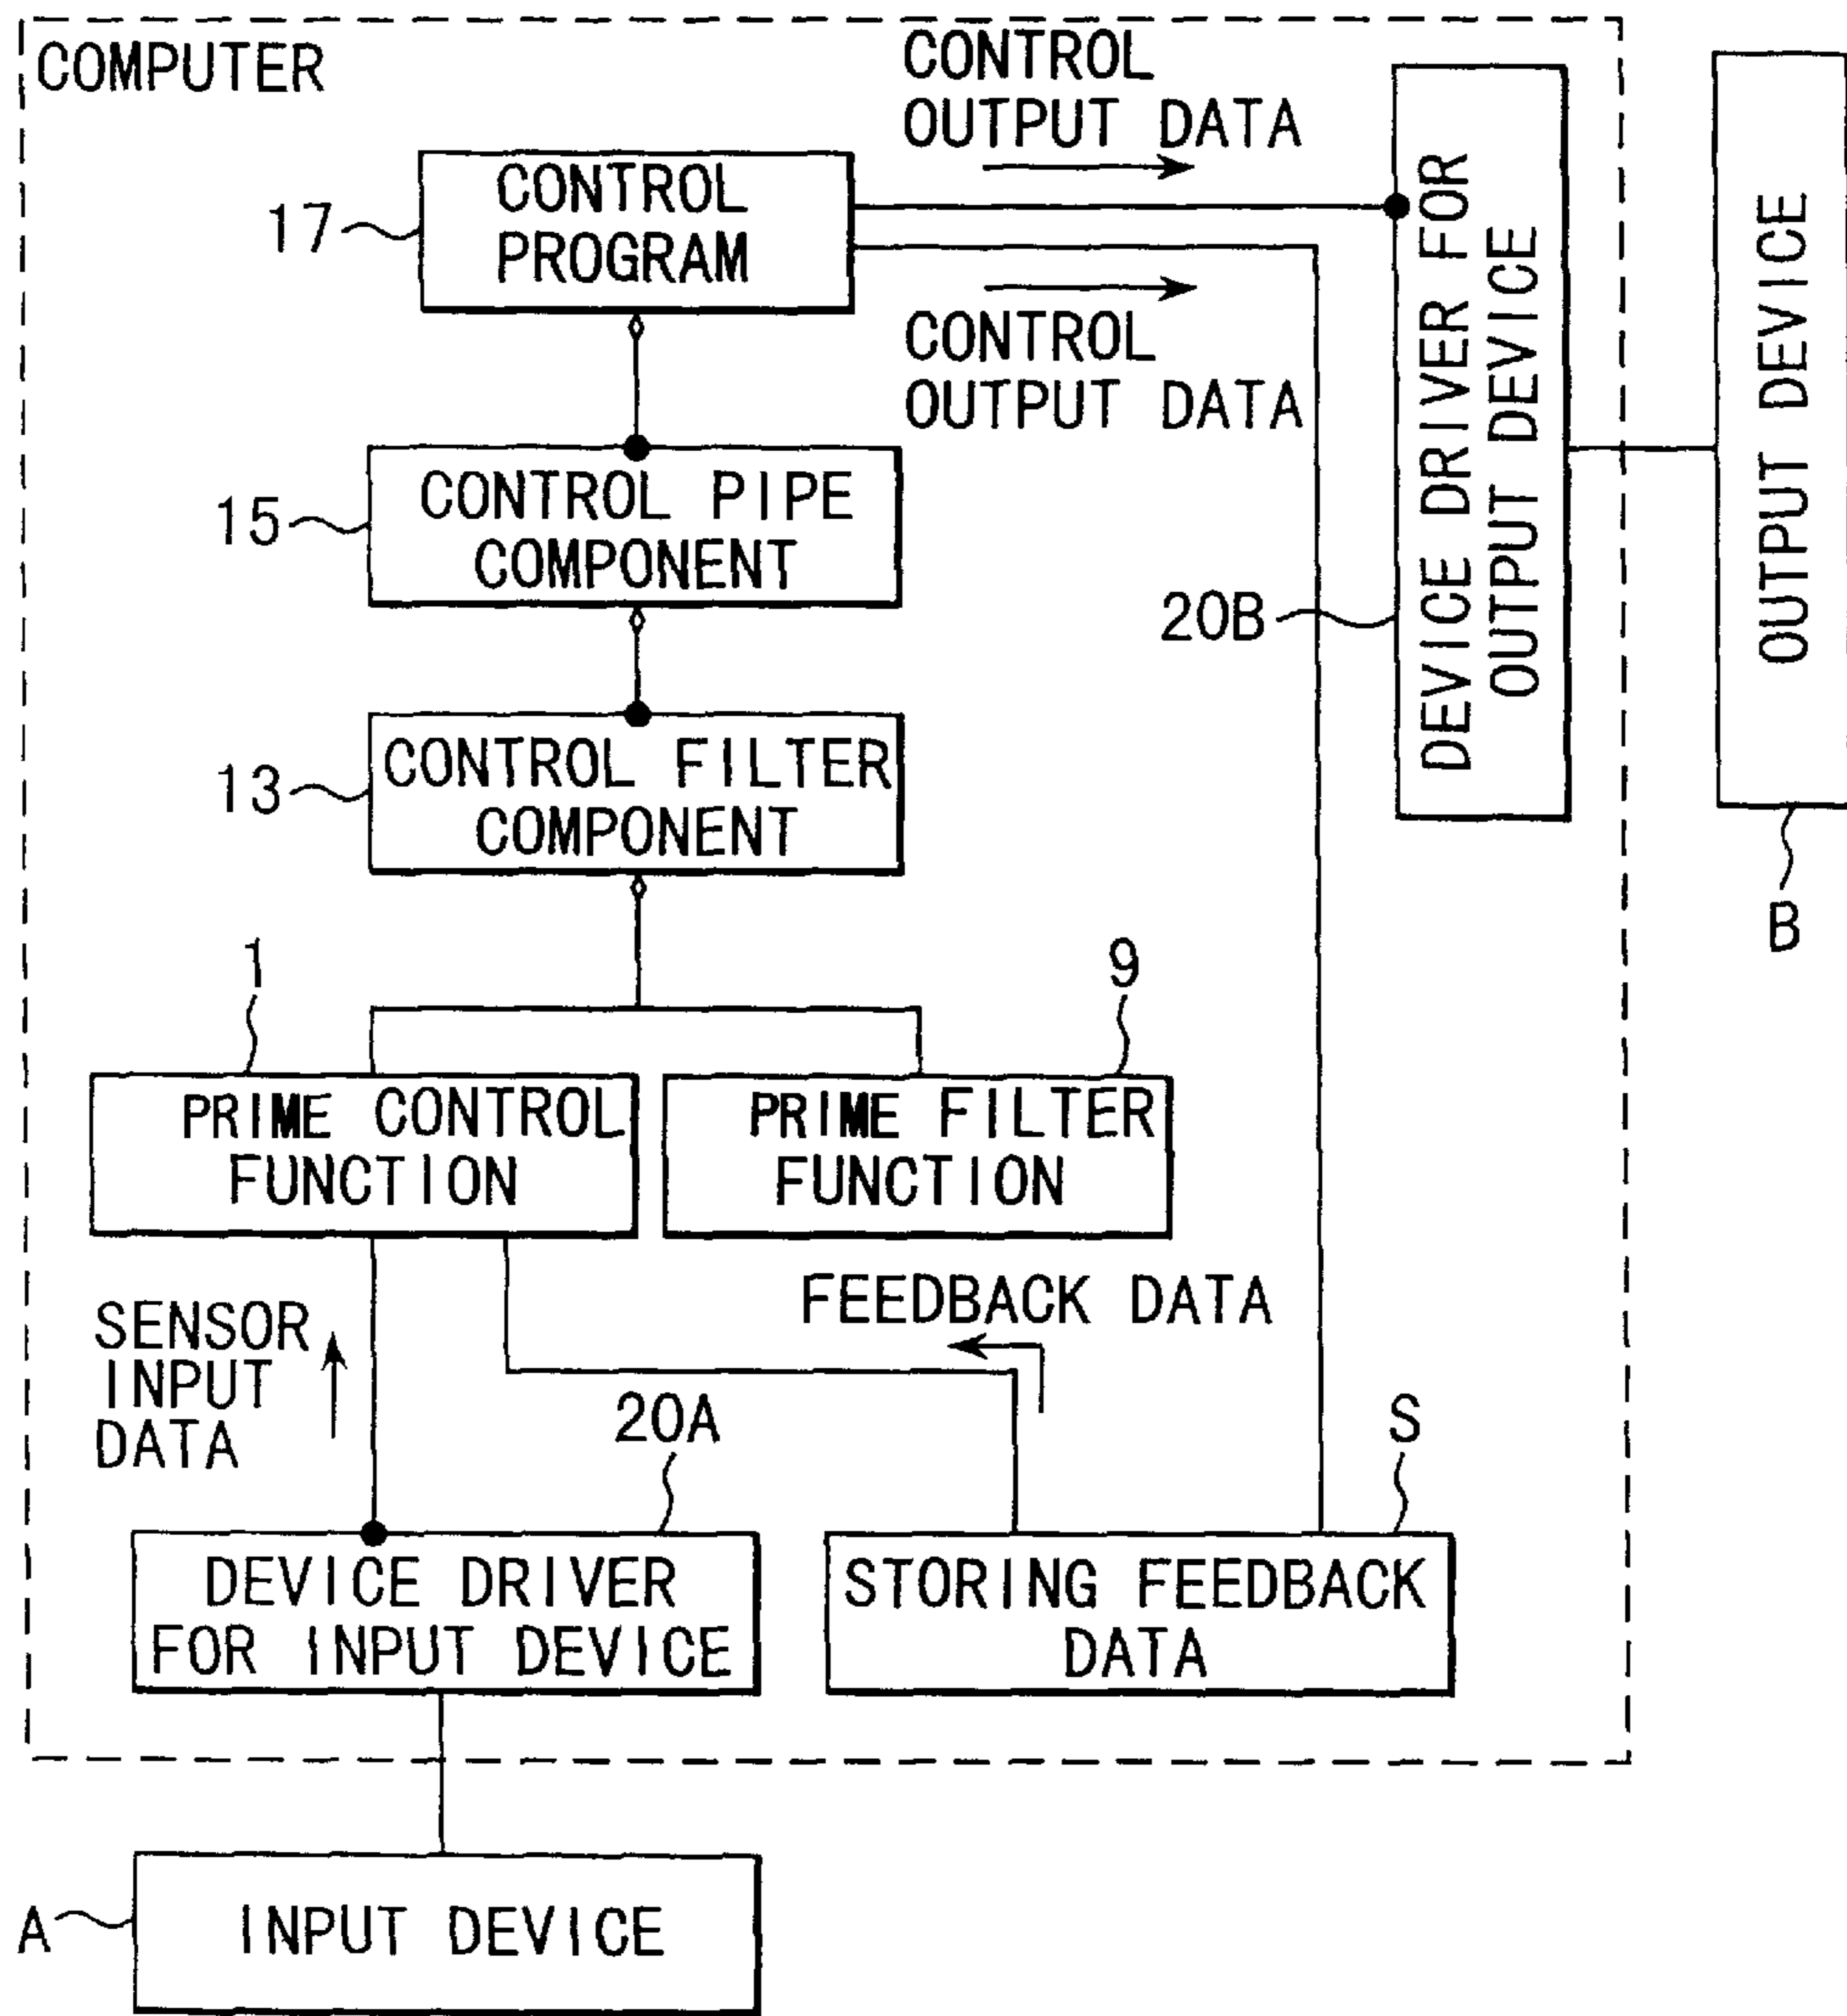 COMPUTER
CONTROL
OUTPUT DATA
17
CONTROL
PROGRAM
CONTROL
OUTPUT DATA
DEVICE DRIVER FOR
OUTPUT DEVICE
OUTPUT DEVICE
15
CONTROL PIPE
COMPONENT
20B
13
CONTROL FILTER
COMPONENT
B
1
9
PRIME CONTROL
FUNCTION
PRIME FILTER
FUNCTION
SENSOR
INPUT
DATA
FEEDBACK DATA
20A
S
DEVICE DRIVER
FOR INPUT DEVICE
STORING FEEDBACK
DATA
A
INPUT DEVICE